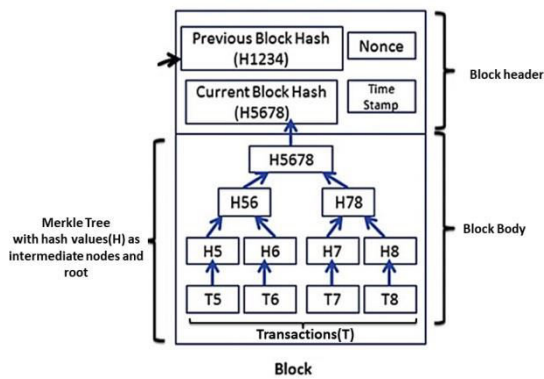 Previous Block Hash
(H1234)
Nonce
Current Block Hash
(H5678)
Time
Stamp
Block header
H5678
H56
H78
H5
H6
H7
H8
T5
T6
T7
T8
Transactions(T)
Merkle Tree
with hash values(H) as
intermediate nodes and
root
Block Body
Block